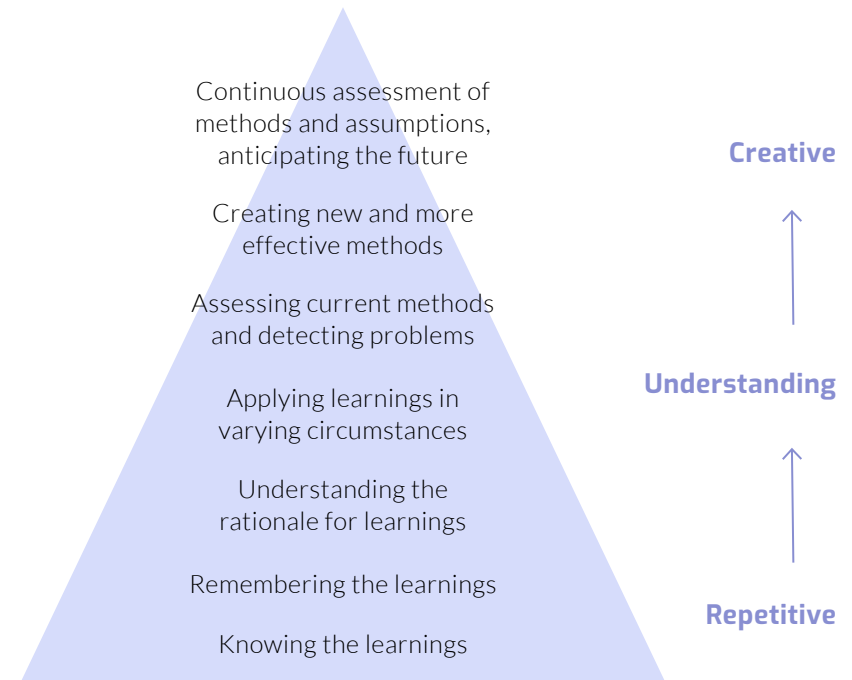 Continuous assessment of
methods and assumptions,
anticipating the future
Creative
Creating new and more
effective methods
Assessing current methods
and detecting problems
Understanding
Applying learnings in
varying circumstances
Understanding the
rationale for learnings
Remembering the learnings
Repetitive
Knowing the learnings